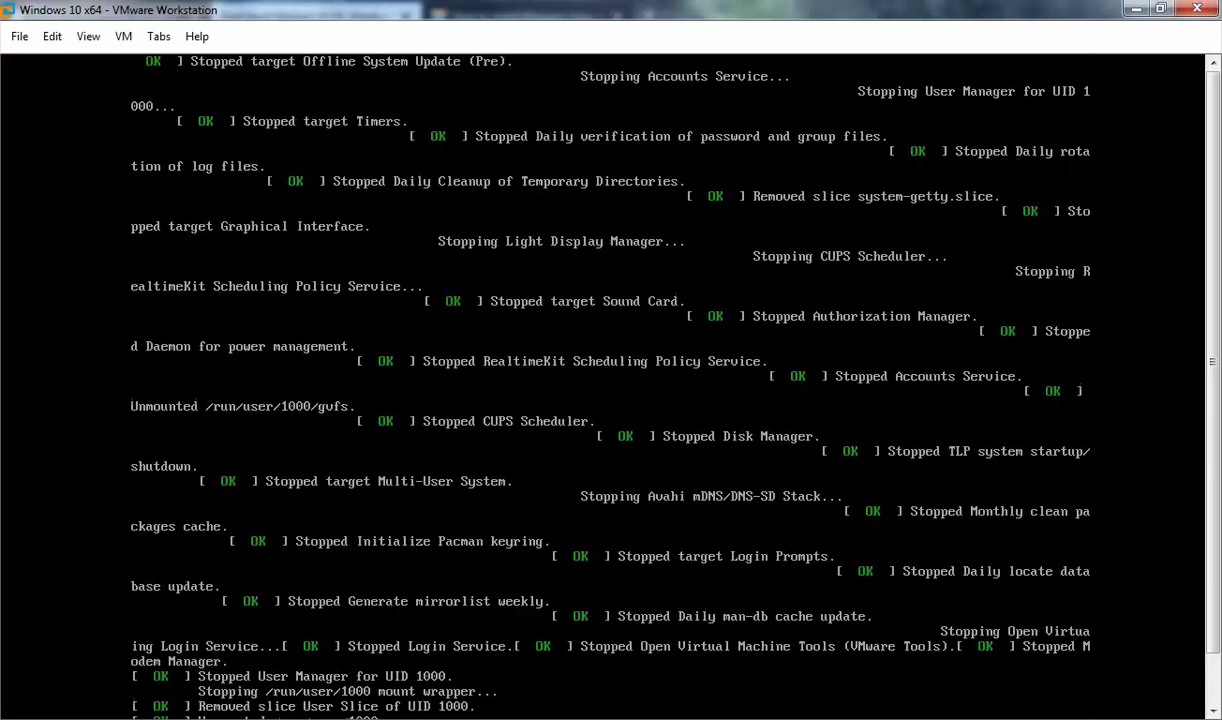 Windows 10 x64 - VMware Workstation
File Edit View VM Tabs Help
OK ] Stopped target Offline System Update (Pre).
Stopping Accounts Service...
Stopping User Manager for UID 1
000...
[ OK ] Stopped target Timers.
[ OK ] Stopped Daily verification of password and group files.
[ OK ] Stopped Daily rota
tion of log files.
[ OK ] Stopped Daily Cleanup of Temporary Directories.
[ OK ] Removed slice system-getty.slice.
[ OK ] Sto
pped target Graphical Interface.
Stopping Light Display Manager...
Stopping CUPS Scheduler...
Stopping R
ealtimeKit Scheduling Policy Service...
[ OK ] Stopped target Sound Card.
[ OK ] Stopped Authorization Manager.
[ OK ] Stoppe
d Daemon for power management.
[ OK ] Stopped RealtimeKit Scheduling Policy Service.
[ OK ] Stopped Accounts Service.
[ OK ]
Unmounted /run/user/1000/gvfs.
[ OK ] Stopped CUPS Scheduler.
[ OK ] Stopped Disk Manager.
[ OK ] Stopped TLP system startup/
shutdown.
[ OK ] Stopped target Multi-User System.
Stopping Avahi mDNS/DNS-SD Stack...
[ OK ] Stopped Monthly clean pa
ckages cache.
[ OK ] Stopped Initialize Pacman keyring.
[ OK ] Stopped target Login Prompts.
[ OK ] Stopped Daily locate data
base update.
[ OK ] Stopped Generate mirrorlist weekly.
[ OK ] Stopped Daily man-db cache update.
Stopping Open Virtua
ing Login Service...[ OK ] Stopped Login Service.[ OK ] Stopped Open Virtual Machine Tools (VMware Tools).[ OK ] Stopped M
odem Manager.
[ OK ] Stopped User Manager for UID 1000.
Stopping /run/user/1000 mount wrapper...
[ OK ] Removed slice User Slice of UID 1000.